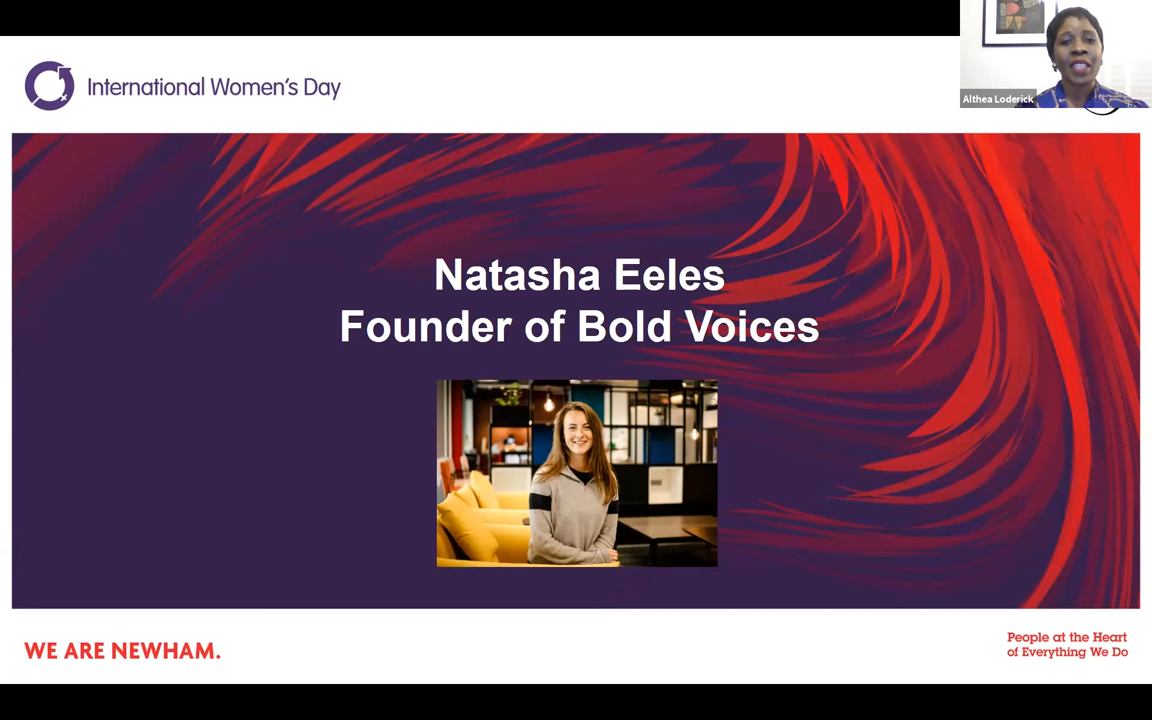 International Women's Day
Althea Loderick
Natasha Eeles
Founder of Bold Voices
WE ARE NEWHAM.
People at the Heart
of Everything We Do